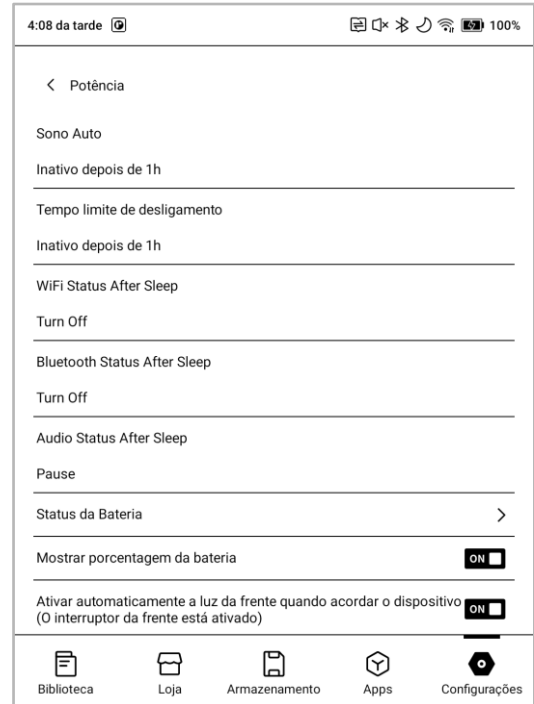 4:08 da tarde
100%
Potência
Sono Auto
Inativo depois de 1h
Tempo limite de desligamento
Inativo depois de 1h
WiFi Status After Sleep
Turn Off
Bluetooth Status After Sleep
Turn Off
Audio Status After Sleep
Pause
Status da Bateria
Mostrar porcentagem da bateria
ON
Ativar automaticamente a luz da frente quando acordar o dispositivo
(O interruptor da frente está ativado)
ON
Biblioteca
Loja
Armazenamento
Apps
Configurações